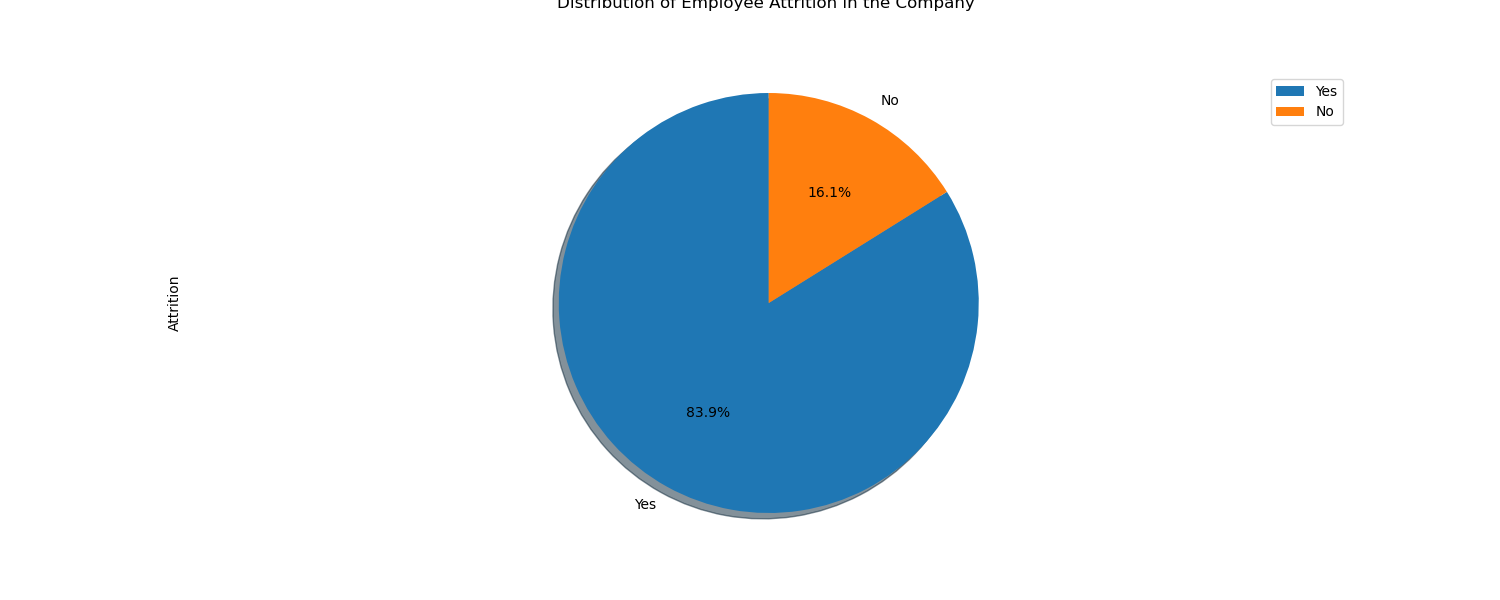 Distribution of Employee Attrition in the Company
Yes
No
No
16.1%
Attrition
83.9%
Yes